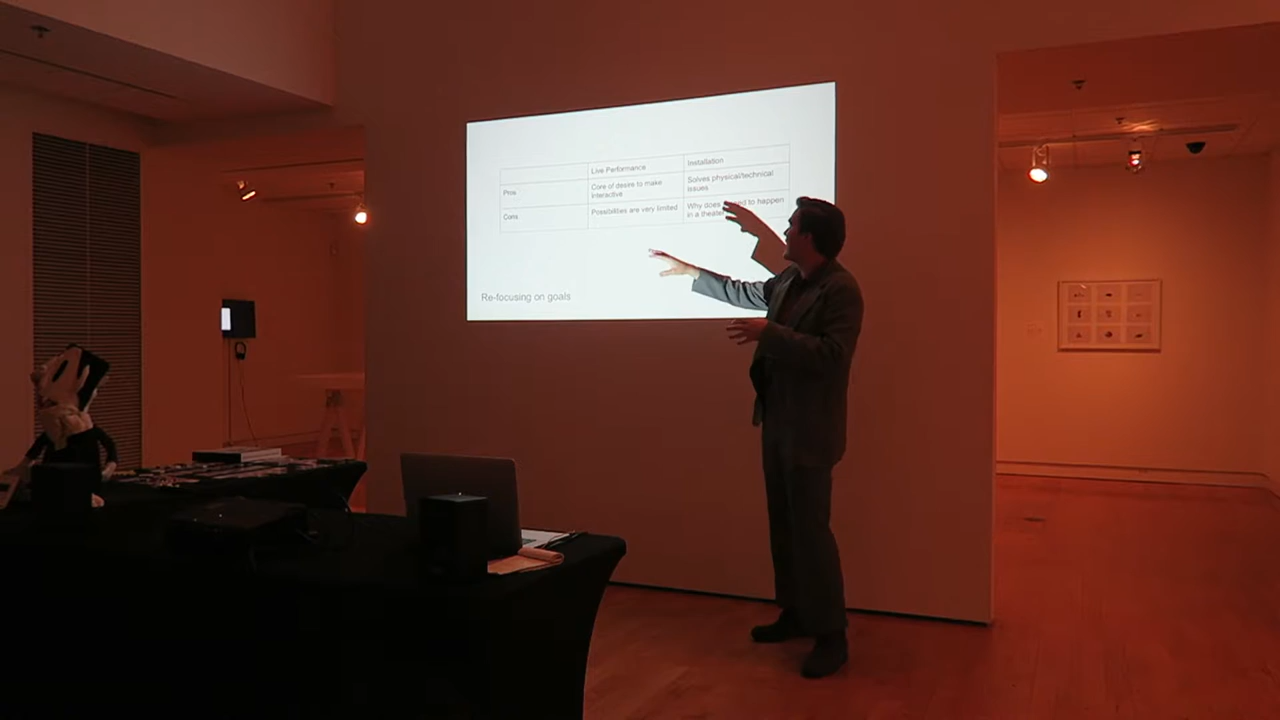 Live Performance
Installation
Pros
Core of desire to make
interactive
Solves physical/technical
issues
Cons
Possibilities are very limited
Why does to happen
in a theater
Re-focusing on goals